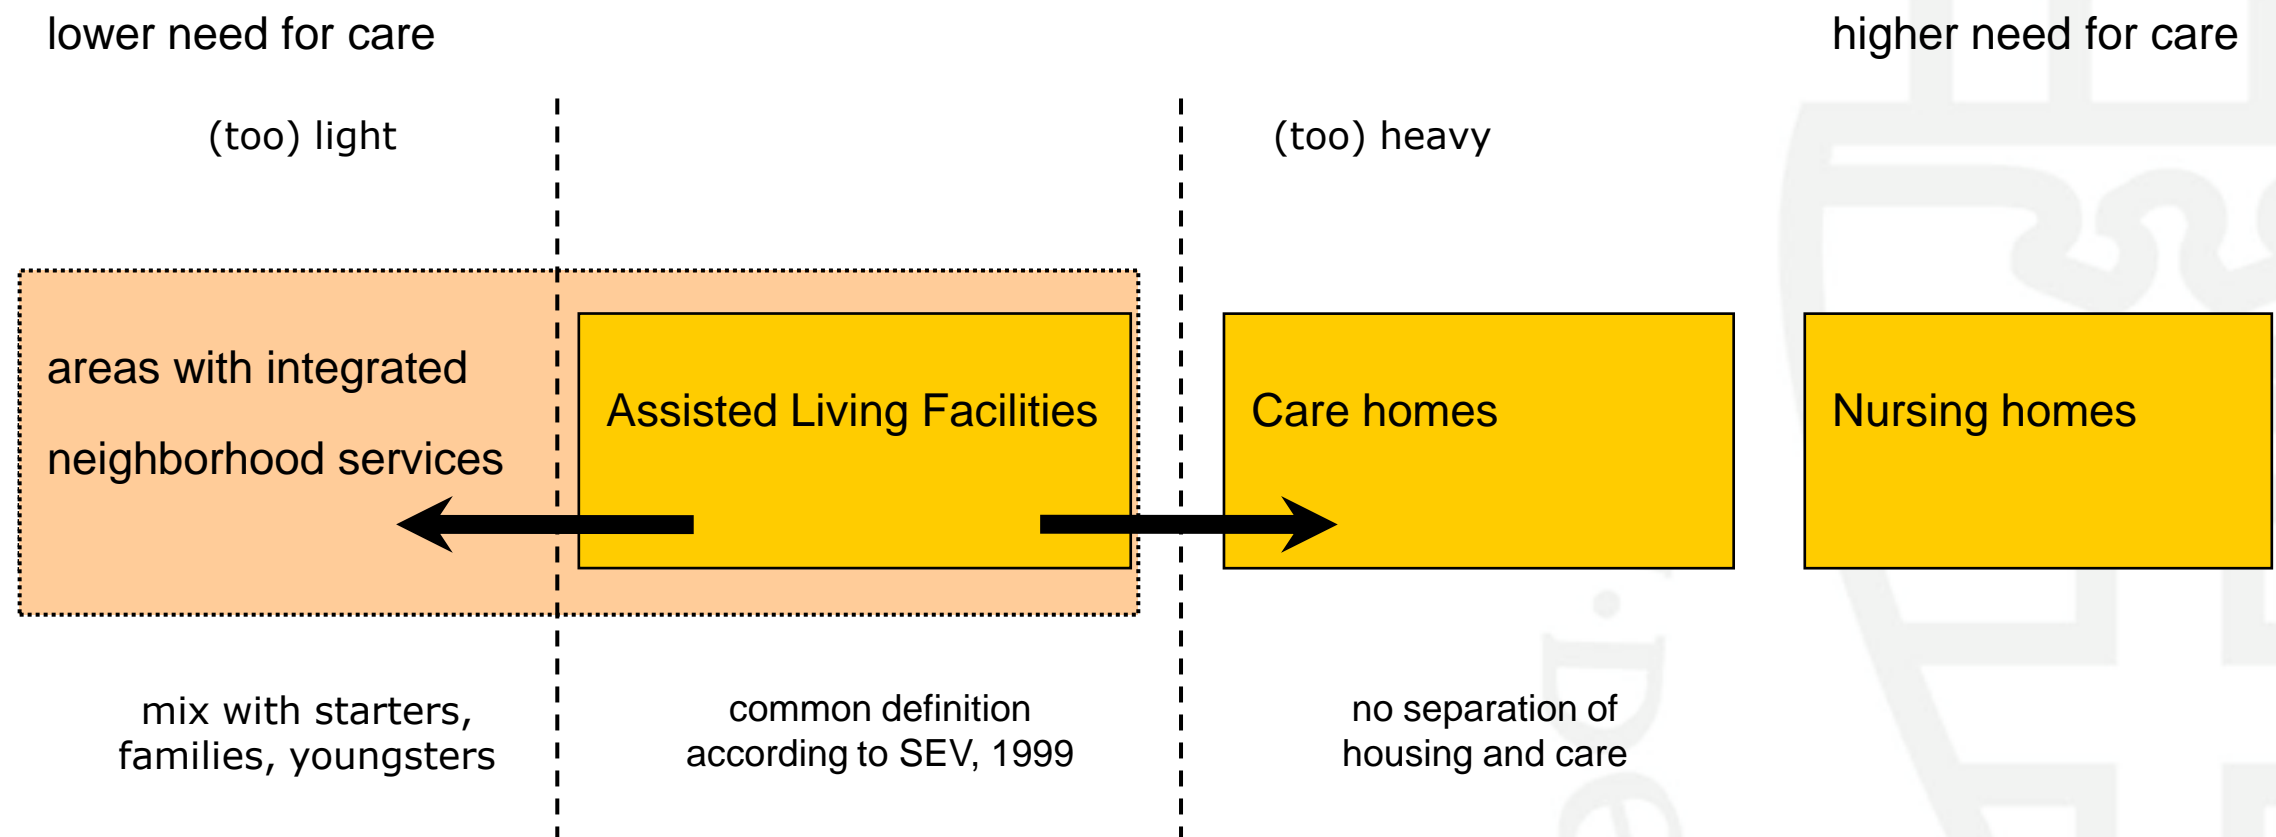 lower need for care
higher need for care
(too) light
(too) heavy
areas with integrated
neighborhood services
Assisted Living Facilities
Care homes
Nursing homes
mix with starters,
families, youngsters
common definition
according to SEV, 1999
no separation of
housing and care